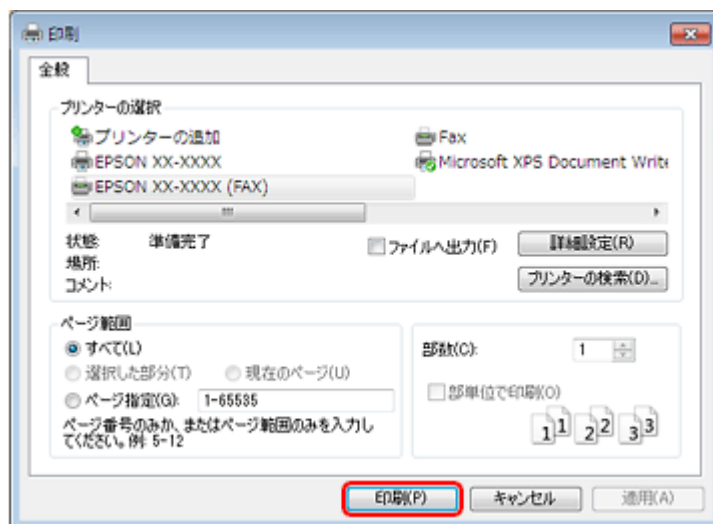 印刷
全般
プリンターの選択
プリンターの追加
Fax
EPSON XX-XXXX
Microsoft XPS Document Write
EPSON XX-XXXX (FAX)
状態: 準備完了
場所:
コメント:
ファイルへ出力(F)
詳細設定(R)
プリンターの検索(D)...
ページ範囲
すべて(L)
選択した部分(T) 現在のページ(U)
ページ指定(G): 1-65535
ページ番号のみか、またはページ範囲のみを入力し
てください。例: 5-12
部数(C): 1
部単位で印刷(O)
11 22 33
印刷(P) キャンセル 適用(A)